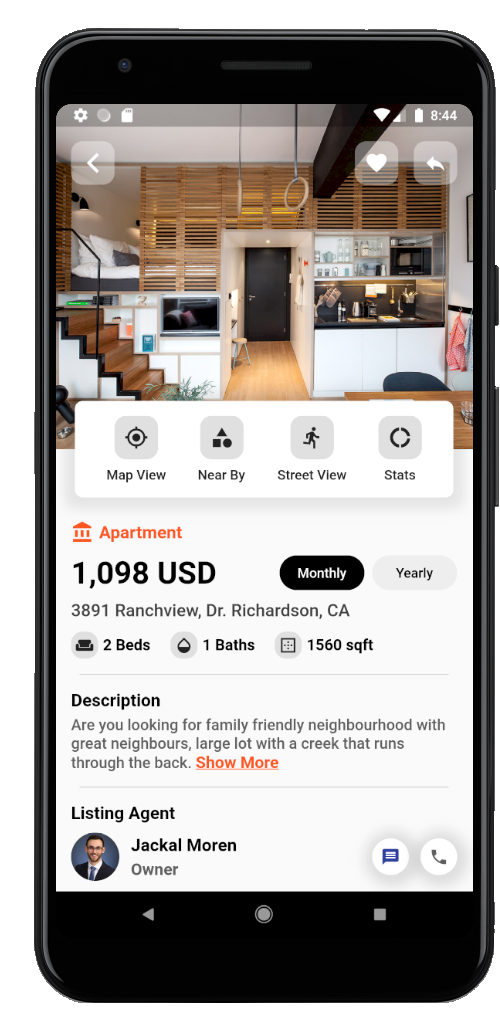 8:44
Map View
Near By
Street View
Stats
Apartment
1,098 USD
Monthly
Yearly
3891 Ranchview, Dr. Richardson, CA
2 Beds
1 Baths
1560 sqft
Description
Are you looking for family friendly neighbourhood with
great neighbours, large lot with a creek that runs
through the back. Show More
Listing Agent
Jackal Moren
Owner